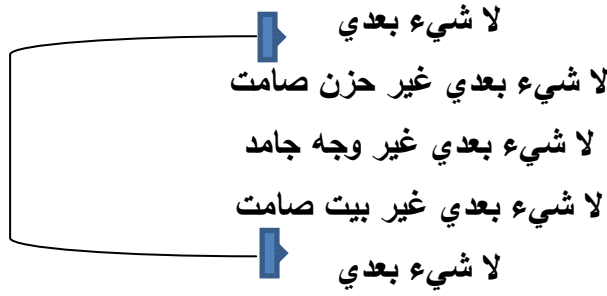 لا شيء بعدي
لا شيء بعدي غير حزن صامت
لا شيء بعدي غير وجه جامد
لا شيء بعدي غير بيت صامت
لا شيء بعدي